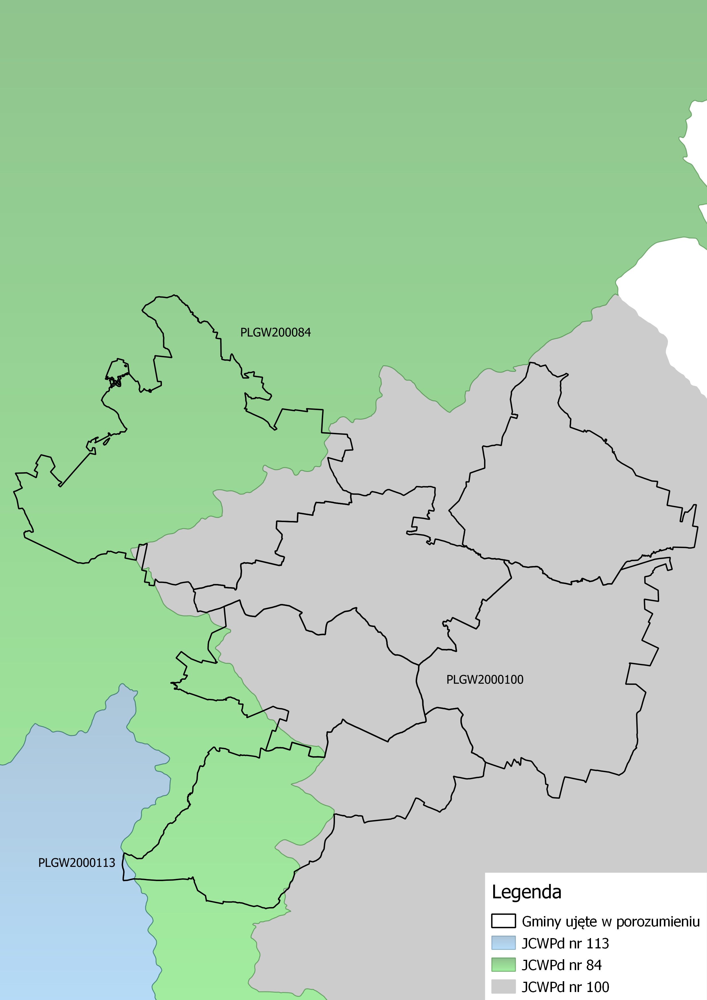 PLGW200084
PLGW2000100
PLGW2000113
Legenda
Gminy ujęte w porozumieniu
JCWPd nr 113
JCWPd nr 84
JCWPd nr 100